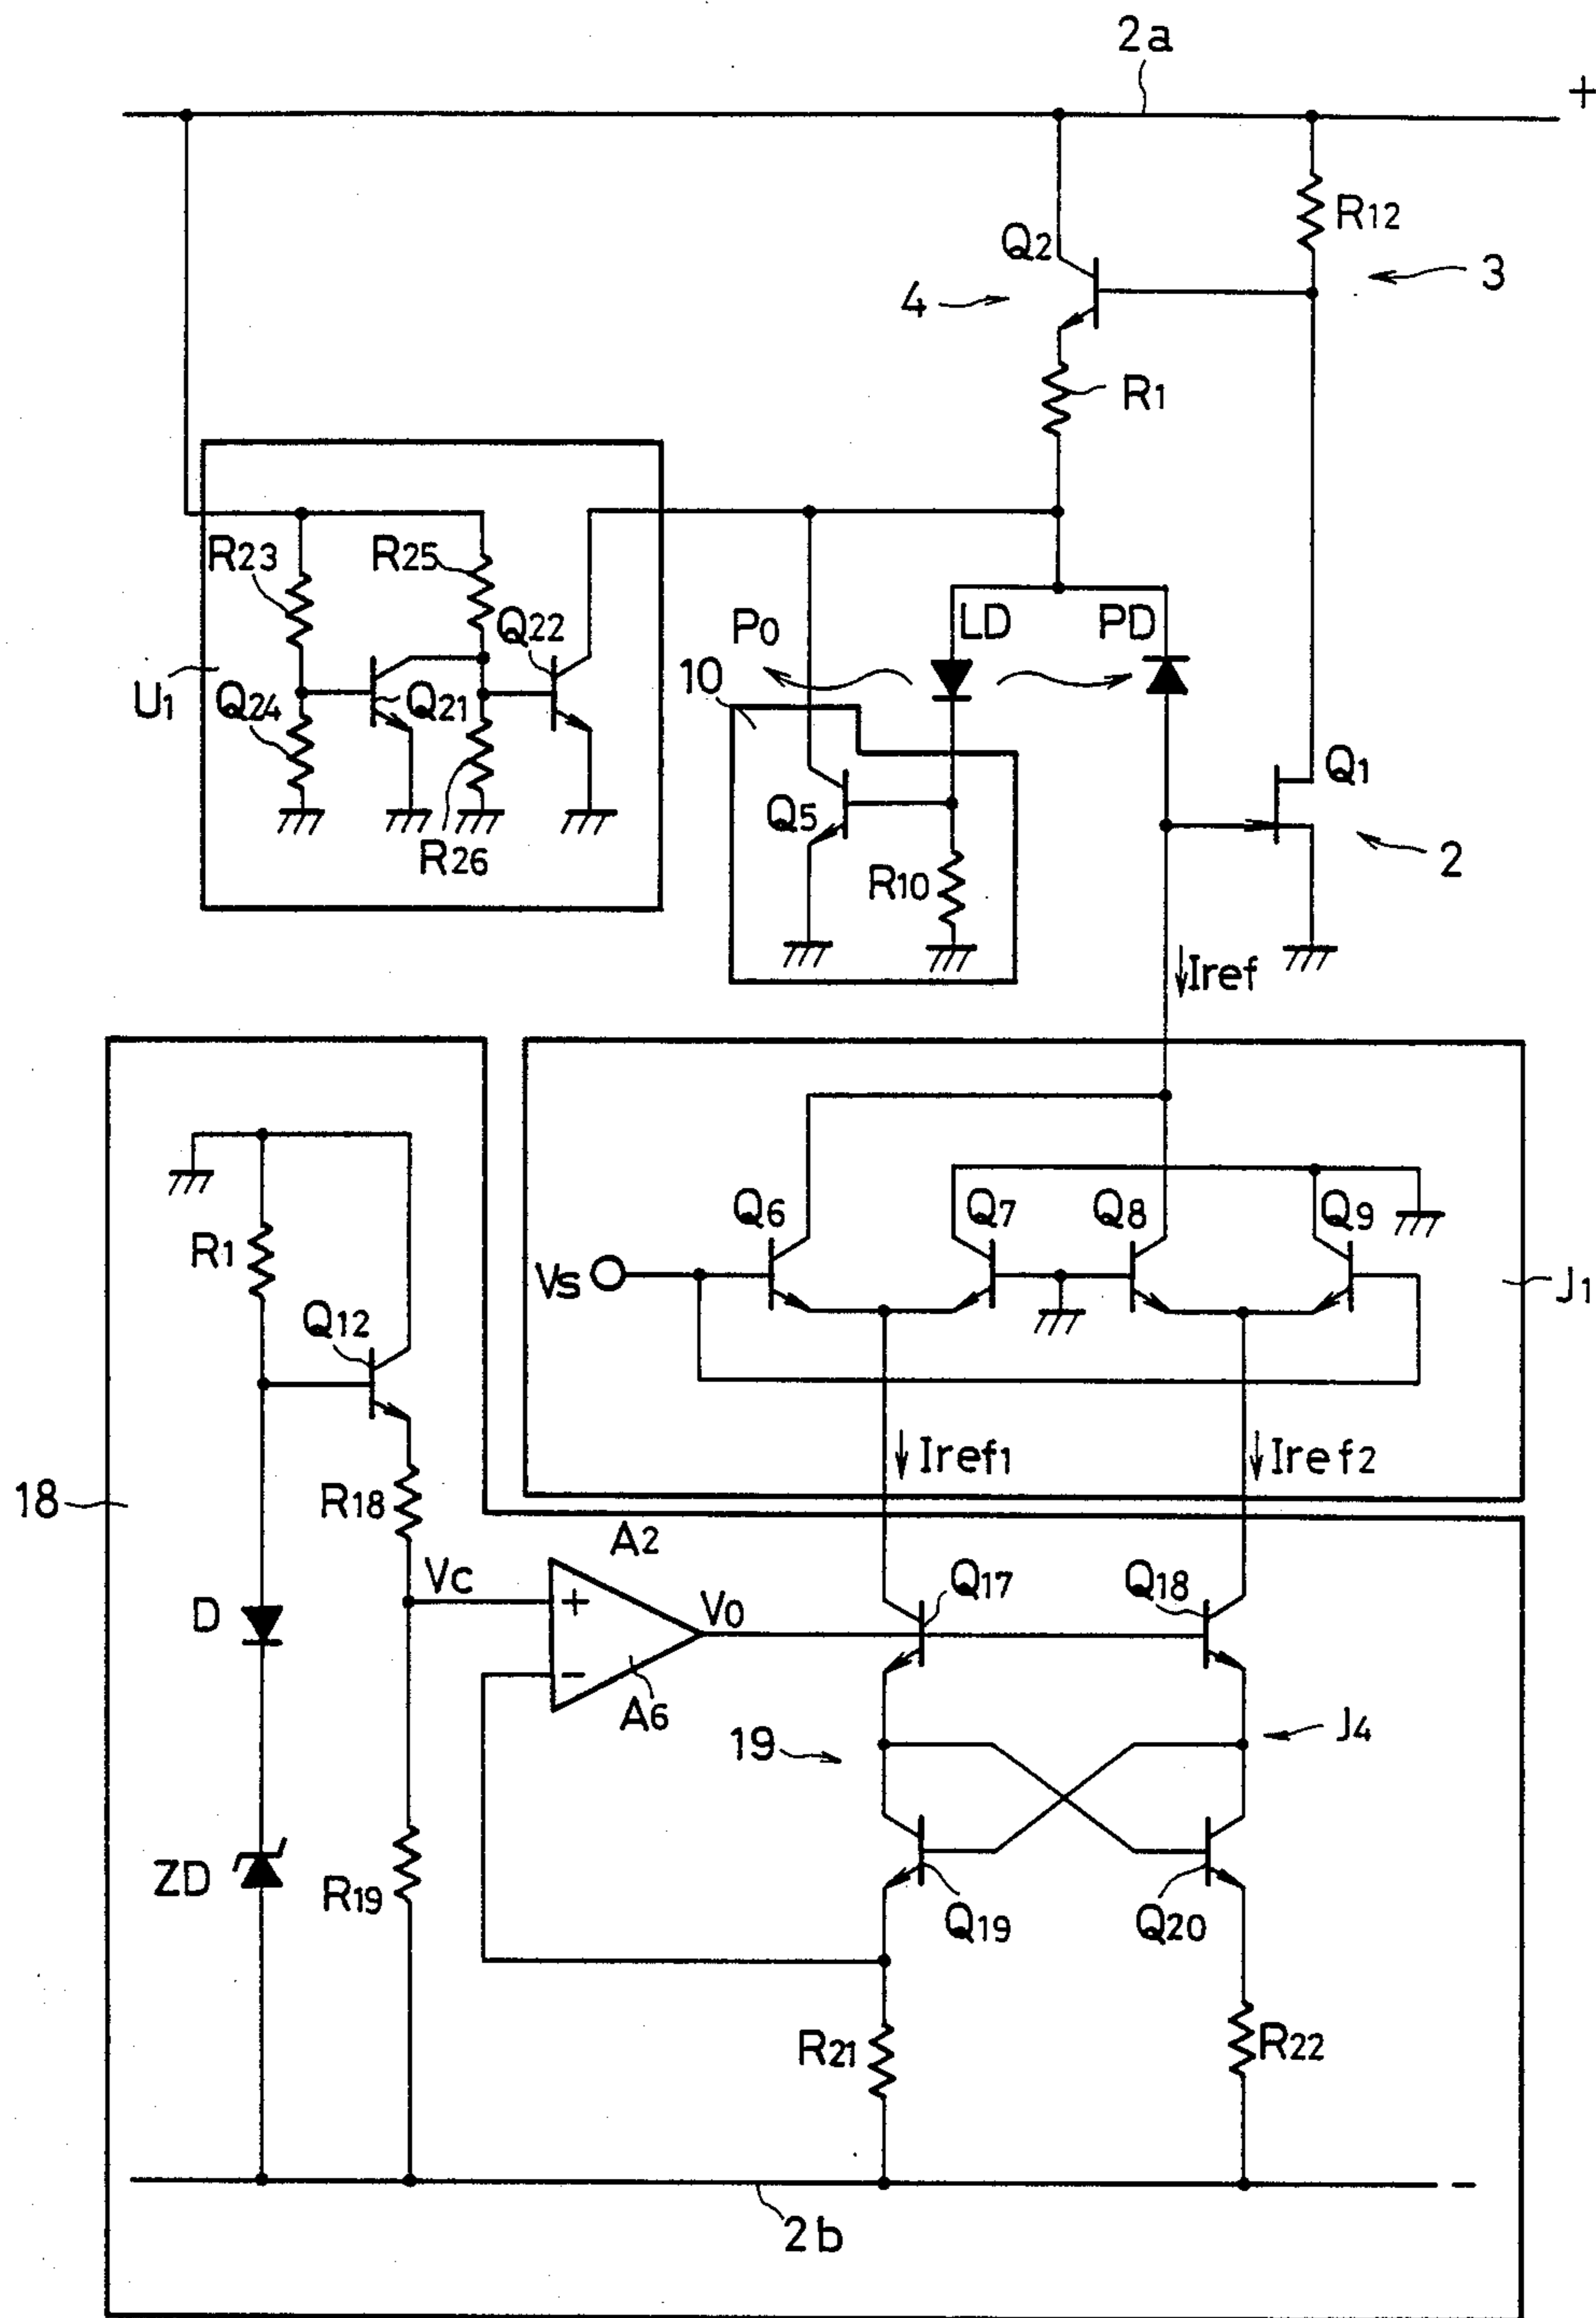 2a
+
R12
Q2
3
4
R1
R23
R25
Q22
P0
LD
PD
10
U1
Q24
Q21
Q1
Q5
R26
R10
2
Iref
Q6
Q7
Q8
Q9
R1
Vs
J1
Q12
Iref1
Iref2
18
R18
A2
Vc
+
V0
Q17
Q18
D
-
A6
19
J4
ZD
R19
Q19
Q20
R21
R22
-
2b